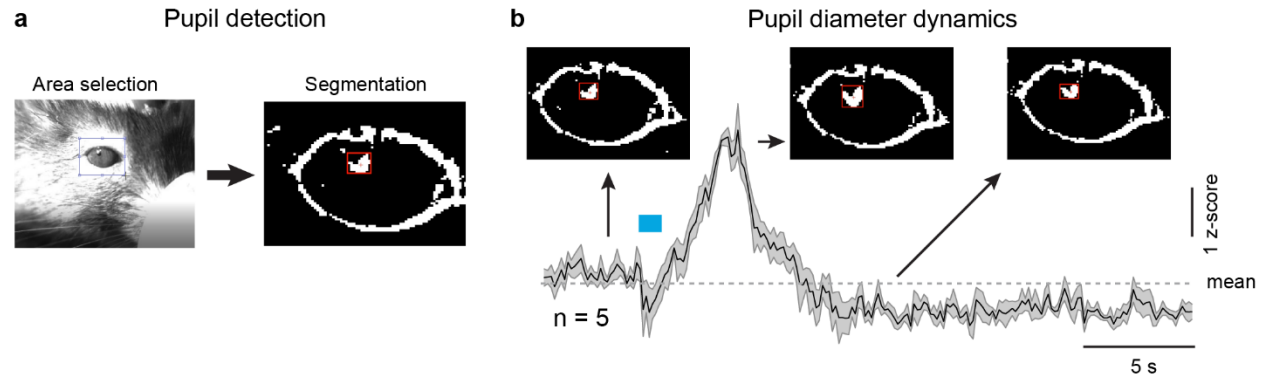 a
Pupil detection
Area selection
Segmentation
b
Pupil diameter dynamics
1 z-score
mean
n = 5
5 s